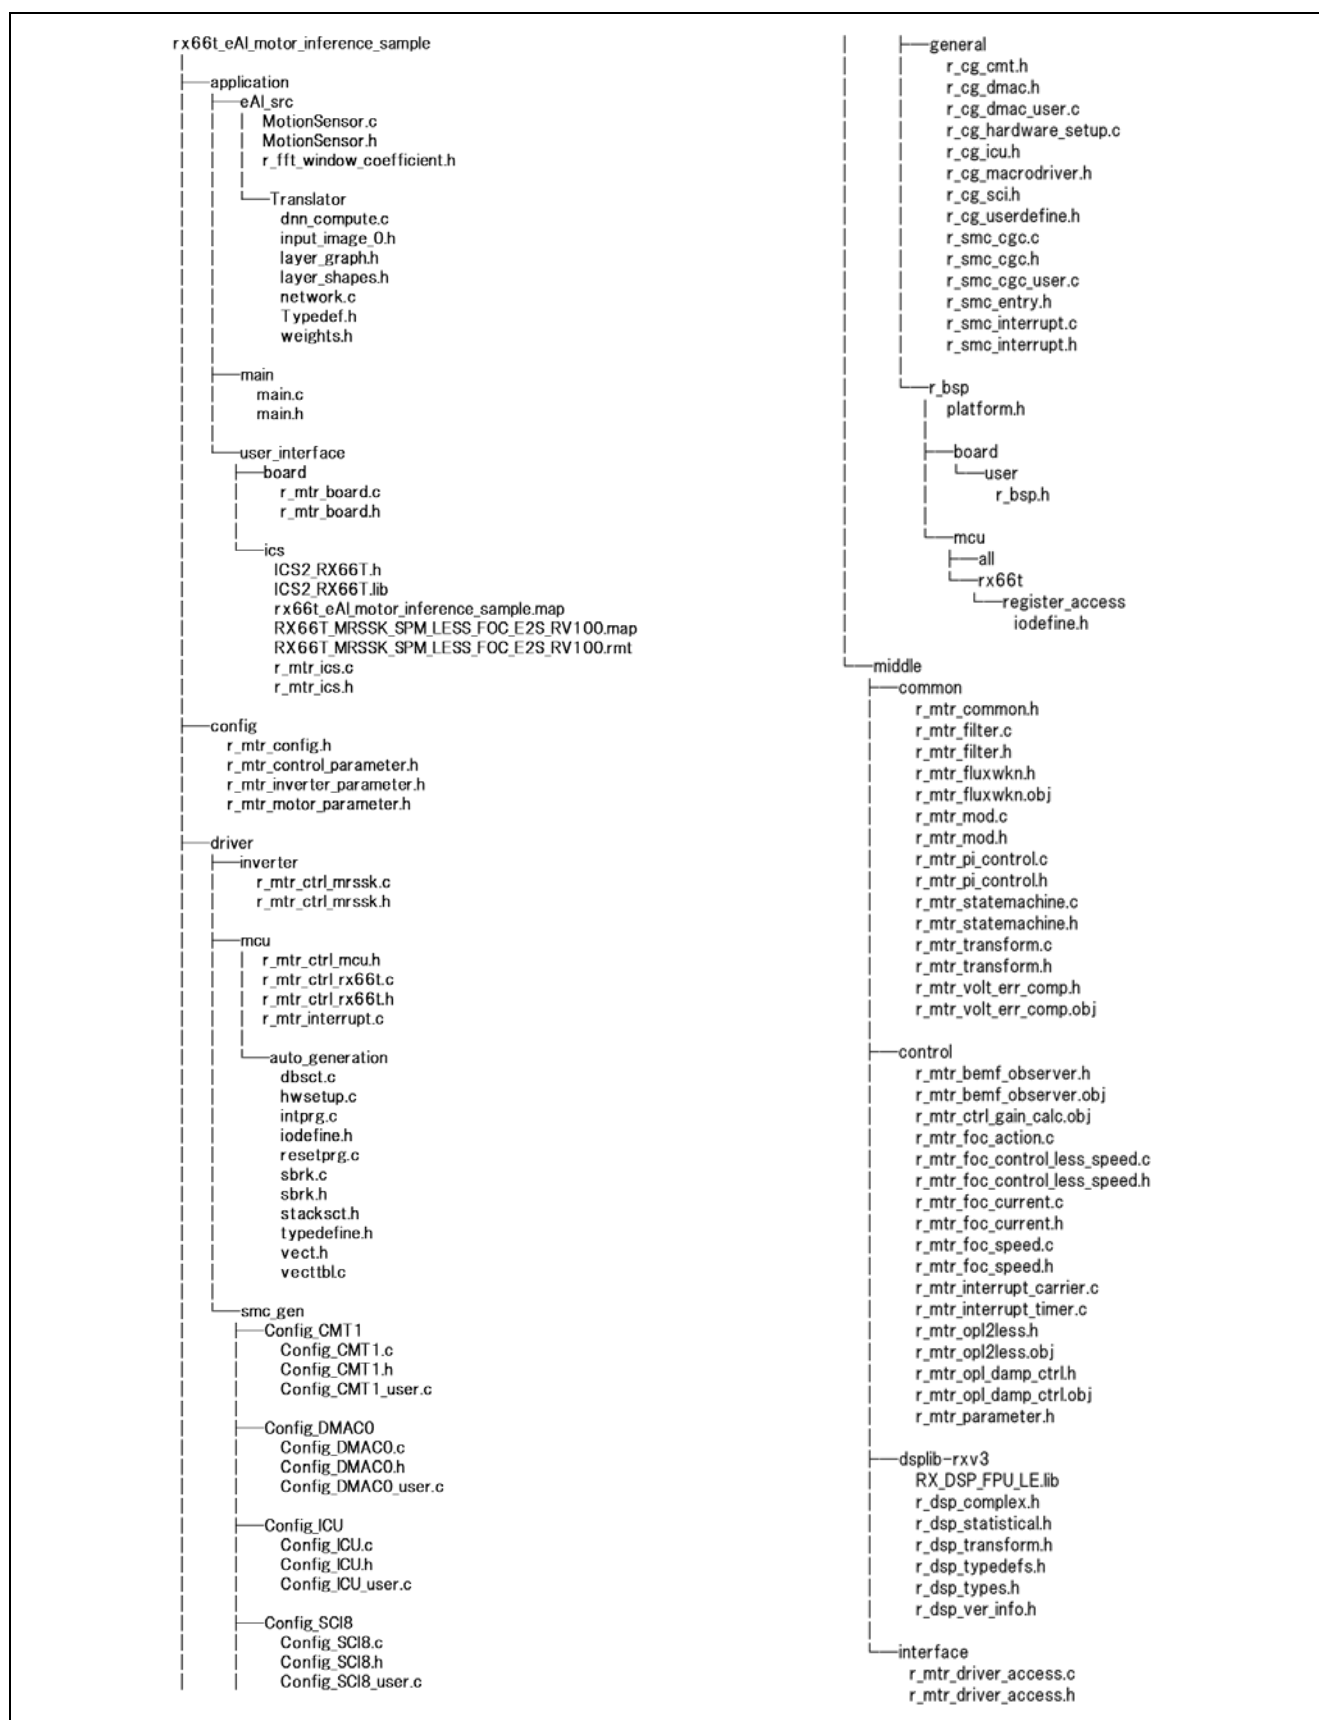 rx66t_eAI_motor_inference_sample
application
eAI_src
MotionSensor.c
MotionSensor.h
r_fft_window_coefficient.h
Translator
dnn_compute.c
input_image_0.h
layer_graph.h
layer_shapes.h
network.c
Typedef.h
weights.h
main
main.c
main.h
user_interface
board
r_mtr_board.c
r_mtr_board.h
ics
ICS2_RX66T.h
ICS2_RX66T.lib
rx66t_eAI_motor_inference_sample.map
RX66T_MRSSK_SPM_LESS_FOC_E2S_RV100.map
RX66T_MRSSK_SPM_LESS_FOC_E2S_RV100.rmt
r_mtr_ics.c
r_mtr_ics.h
config
r_mtr_config.h
r_mtr_control_parameter.h
r_mtr_inverter_parameter.h
r_mtr_motor_parameter.h
driver
inverter
r_mtr_ctrl_mrssk.c
r_mtr_ctrl_mrssk.h
mcu
r_mtr_ctrl_mcu.h
r_mtr_ctrl_rx66t.c
r_mtr_ctrl_rx66t.h
r_mtr_interrupt.c
auto_generation
dbsct.c
hwsetup.c
intprg.c
iodefine.h
resetprg.c
sbrk.c
sbrk.h
stacksct.h
typedefine.h
vect.h
vecttbl.c
smc_gen
Config_CMT1
Config_CMT1.c
Config_CMT1.h
Config_CMT1_user.c
Config_DMAC0
Config_DMAC0.c
Config_DMAC0.h
Config_DMAC0_user.c
Config_ICU
Config_ICU.c
Config_ICU.h
Config_ICU_user.c
Config_SCI8
Config_SCI8.c
Config_SCI8.h
Config_SCI8_user.c
general
r_cg_cmt.h
r_cg_dmac.h
r_cg_dmac_user.c
r_cg_hardware_setup.c
r_cg_icu.h
r_cg_macrodriver.h
r_cg_sci.h
r_cg_userdefine.h
r_smc_cgc.c
r_smc_cgc.h
r_smc_cgc_user.c
r_smc_entry.h
r_smc_interrupt.c
r_smc_interrupt.h
r_bsp
platform.h
board
user
r_bsp.h
mcu
all
rx66t
register_access
iodefine.h
middle
common
r_mtr_common.h
r_mtr_filter.c
r_mtr_filter.h
r_mtr_fluxwkn.h
r_mtr_fluxwkn.obj
r_mtr_mod.c
r_mtr_mod.h
r_mtr_pi_control.c
r_mtr_pi_control.h
r_mtr_statemachine.c
r_mtr_statemachine.h
r_mtr_transform.c
r_mtr_transform.h
r_mtr_volt_err_comp.h
r_mtr_volt_err_comp.obj
control
r_mtr_bemf_observer.h
r_mtr_bemf_observer.obj
r_mtr_ctrl_gain_calc.obj
r_mtr_foc_action.c
r_mtr_foc_control_less_speed.c
r_mtr_foc_control_less_speed.h
r_mtr_foc_current.c
r_mtr_foc_current.h
r_mtr_foc_speed.c
r_mtr_foc_speed.h
r_mtr_interrupt_carrier.c
r_mtr_interrupt_timer.c
r_mtr_opl2less.h
r_mtr_opl2less.obj
r_mtr_opl_damp_ctrl.h
r_mtr_opl_damp_ctrl.obj
r_mtr_parameter.h
dsplib-rxv3
RX_DSP_FPU_LE.lib
r_dsp_complex.h
r_dsp_statistical.h
r_dsp_transform.h
r_dsp_typedefs.h
r_dsp_types.h
r_dsp_ver_info.h
interface
r_mtr_driver_access.c
r_mtr_driver_access.h